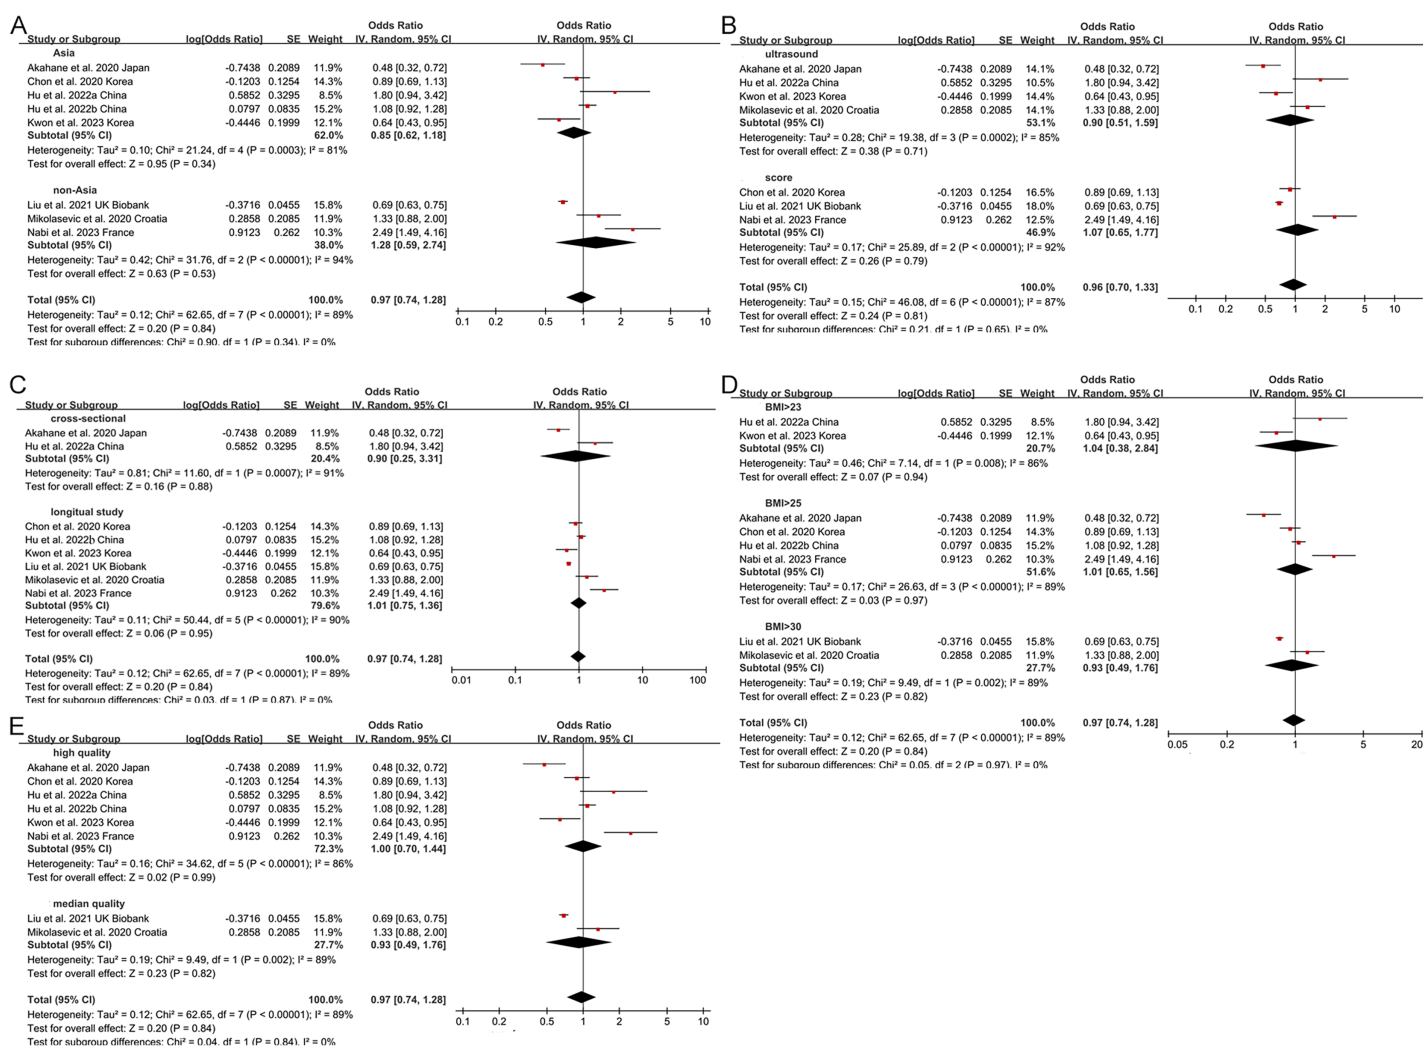 A
Odds Ratio Odds Ratio
Study or Subgroup log[Odds Ratio] SE Weight IV, Random, 95% CI IV, Random, 95% CI
Asia
Akahane et al. 2020 Japan -0.7438 0.2089 11.9% 0.48 [0.32, 0.72]
Chon et al. 2020 Korea -0.1203 0.1254 14.3% 0.89 [0.69, 1.13]
Hu et al. 2022a China 0.5852 0.3295 8.5% 1.80 [0.94, 3.42]
Hu et al. 2022b China 0.0797 0.0835 15.2% 1.08 [0.92, 1.28]
Kwon et al. 2023 Korea -0.4446 0.1999 12.1% 0.64 [0.43, 0.95]
Subtotal (95% CI) 62.0% 0.85 [0.62, 1.18]
Heterogeneity: Tau² = 0.10; Chi² = 21.24, df = 4 (P = 0.0003); I² = 81%
Test for overall effect: Z = 0.95 (P = 0.34)
non-Asia
Liu et al. 2021 UK Biobank -0.3716 0.0455 15.8% 0.69 [0.63, 0.75]
Mikolasevic et al. 2020 Croatia 0.2858 0.2085 11.9% 1.33 [0.88, 2.00]
Nabi et al. 2023 France 0.9123 0.262 10.3% 2.49 [1.49, 4.16]
Subtotal (95% CI) 38.0% 1.28 [0.59, 2.74]
Heterogeneity: Tau² = 0.42; Chi² = 31.76, df = 2 (P < 0.00001); I² = 94%
Test for overall effect: Z = 0.63 (P = 0.53)
Total (95% CI) 100.0% 0.97 [0.74, 1.28]
Heterogeneity: Tau² = 0.12; Chi² = 62.65, df = 7 (P < 0.00001); I² = 89%
Test for overall effect: Z = 0.20 (P = 0.84)
Test for subgroup differences: Chi² = 0.90, df = 1 (P = 0.34), I² = 0%
0.1 0.2 0.5 1 2 5 10
B
Odds Ratio Odds Ratio
Study or Subgroup log[Odds Ratio] SE Weight IV, Random, 95% CI IV, Random, 95% CI
ultrasound
Akahane et al. 2020 Japan -0.7438 0.2089 14.1% 0.48 [0.32, 0.72]
Hu et al. 2022a China 0.5852 0.3295 10.5% 1.80 [0.94, 3.42]
Kwon et al. 2023 Korea -0.4446 0.1999 14.4% 0.64 [0.43, 0.95]
Mikolasevic et al. 2020 Croatia 0.2858 0.2085 14.1% 1.33 [0.88, 2.00]
Subtotal (95% CI) 53.1% 0.90 [0.51, 1.59]
Heterogeneity: Tau² = 0.28; Chi² = 19.38, df = 3 (P = 0.0002); I² = 85%
Test for overall effect: Z = 0.38 (P = 0.71)
score
Chon et al. 2020 Korea -0.1203 0.1254 16.5% 0.89 [0.69, 1.13]
Liu et al. 2021 UK Biobank -0.3716 0.0455 18.0% 0.69 [0.63, 0.75]
Nabi et al. 2023 France 0.9123 0.262 12.5% 2.49 [1.49, 4.16]
Subtotal (95% CI) 46.9% 1.07 [0.65, 1.77]
Heterogeneity: Tau² = 0.17; Chi² = 25.89, df = 2 (P < 0.00001); I² = 92%
Test for overall effect: Z = 0.26 (P = 0.79)
Total (95% CI) 100.0% 0.96 [0.70, 1.33]
Heterogeneity: Tau² = 0.15; Chi² = 46.08, df = 6 (P < 0.00001); I² = 87%
Test for overall effect: Z = 0.24 (P = 0.81)
Test for subgroup differences: Chi² = 0.21, df = 1 (P = 0.65), I² = 0%
0.1 0.2 0.5 1 2 5 10
C
Odds Ratio Odds Ratio
Study or Subgroup log[Odds Ratio] SE Weight IV, Random, 95% CI IV, Random, 95% CI
cross-sectional
Akahane et al. 2020 Japan -0.7438 0.2089 11.9% 0.48 [0.32, 0.72]
Hu et al. 2022a China 0.5852 0.3295 8.5% 1.80 [0.94, 3.42]
Subtotal (95% CI) 20.4% 0.90 [0.25, 3.31]
Heterogeneity: Tau² = 0.81; Chi² = 11.60, df = 1 (P = 0.0007); I² = 91%
Test for overall effect: Z = 0.16 (P = 0.88)
longitual study
Chon et al. 2020 Korea -0.1203 0.1254 14.3% 0.89 [0.69, 1.13]
Hu et al. 2022b China 0.0797 0.0835 15.2% 1.08 [0.92, 1.28]
Kwon et al. 2023 Korea -0.4446 0.1999 12.1% 0.64 [0.43, 0.95]
Liu et al. 2021 UK Biobank -0.3716 0.0455 15.8% 0.69 [0.63, 0.75]
Mikolasevic et al. 2020 Croatia 0.2858 0.2085 11.9% 1.33 [0.88, 2.00]
Nabi et al. 2023 France 0.9123 0.262 10.3% 2.49 [1.49, 4.16]
Subtotal (95% CI) 79.6% 1.01 [0.75, 1.36]
Heterogeneity: Tau² = 0.11; Chi² = 50.44, df = 5 (P < 0.00001); I² = 90%
Test for overall effect: Z = 0.06 (P = 0.95)
Total (95% CI) 100.0% 0.97 [0.74, 1.28]
Heterogeneity: Tau² = 0.12; Chi² = 62.65, df = 7 (P < 0.00001); I² = 89%
Test for overall effect: Z = 0.20 (P = 0.84)
Test for subgroup differences: Chi² = 0.03, df = 1 (P = 0.87), I² = 0%
0.01 0.1 1 10 100
D
Odds Ratio Odds Ratio
Study or Subgroup log[Odds Ratio] SE Weight IV, Random, 95% CI IV, Random, 95% CI
BMI>23
Hu et al. 2022a China 0.5852 0.3295 8.5% 1.80 [0.94, 3.42]
Kwon et al. 2023 Korea -0.4446 0.1999 12.1% 0.64 [0.43, 0.95]
Subtotal (95% CI) 20.7% 1.04 [0.38, 2.84]
Heterogeneity: Tau² = 0.46; Chi² = 7.14, df = 1 (P = 0.008); I² = 86%
Test for overall effect: Z = 0.07 (P = 0.94)
BMI>25
Akahane et al. 2020 Japan -0.7438 0.2089 11.9% 0.48 [0.32, 0.72]
Chon et al. 2020 Korea -0.1203 0.1254 14.3% 0.89 [0.69, 1.13]
Hu et al. 2022b China 0.0797 0.0835 15.2% 1.08 [0.92, 1.28]
Nabi et al. 2023 France 0.9123 0.262 10.3% 2.49 [1.49, 4.16]
Subtotal (95% CI) 51.6% 1.01 [0.65, 1.56]
Heterogeneity: Tau² = 0.17; Chi² = 26.63, df = 3 (P < 0.00001); I² = 89%
Test for overall effect: Z = 0.03 (P = 0.97)
BMI>30
Liu et al. 2021 UK Biobank -0.3716 0.0455 15.8% 0.69 [0.63, 0.75]
Mikolasevic et al. 2020 Croatia 0.2858 0.2085 11.9% 1.33 [0.88, 2.00]
Subtotal (95% CI) 27.7% 0.93 [0.49, 1.76]
Heterogeneity: Tau² = 0.19; Chi² = 9.49, df = 1 (P = 0.002); I² = 89%
Test for overall effect: Z = 0.23 (P = 0.82)
Total (95% CI) 100.0% 0.97 [0.74, 1.28]
Heterogeneity: Tau² = 0.12; Chi² = 62.65, df = 7 (P < 0.00001); I² = 89%
Test for overall effect: Z = 0.20 (P = 0.84)
Test for subgroup differences: Chi² = 0.05, df = 2 (P = 0.97), I² = 0%
0.05 0.2 1 5 20
E
Odds Ratio Odds Ratio
Study or Subgroup log[Odds Ratio] SE Weight IV, Random, 95% CI IV, Random, 95% CI
high quality
Akahane et al. 2020 Japan -0.7438 0.2089 11.9% 0.48 [0.32, 0.72]
Chon et al. 2020 Korea -0.1203 0.1254 14.3% 0.89 [0.69, 1.13]
Hu et al. 2022a China 0.5852 0.3295 8.5% 1.80 [0.94, 3.42]
Hu et al. 2022b China 0.0797 0.0835 15.2% 1.08 [0.92, 1.28]
Kwon et al. 2023 Korea -0.4446 0.1999 12.1% 0.64 [0.43, 0.95]
Nabi et al. 2023 France 0.9123 0.262 10.3% 2.49 [1.49, 4.16]
Subtotal (95% CI) 72.3% 1.00 [0.70, 1.44]
Heterogeneity: Tau² = 0.16; Chi² = 34.62, df = 5 (P < 0.00001); I² = 86%
Test for overall effect: Z = 0.02 (P = 0.99)
median quality
Liu et al. 2021 UK Biobank -0.3716 0.0455 15.8% 0.69 [0.63, 0.75]
Mikolasevic et al. 2020 Croatia 0.2858 0.2085 11.9% 1.33 [0.88, 2.00]
Subtotal (95% CI) 27.7% 0.93 [0.49, 1.76]
Heterogeneity: Tau² = 0.19; Chi² = 9.49, df = 1 (P = 0.002); I² = 89%
Test for overall effect: Z = 0.23 (P = 0.82)
Total (95% CI) 100.0% 0.97 [0.74, 1.28]
Heterogeneity: Tau² = 0.12; Chi² = 62.65, df = 7 (P < 0.00001); I² = 89%
Test for overall effect: Z = 0.20 (P = 0.84)
Test for subgroup differences: Chi² = 0.04, df = 1 (P = 0.84), I² = 0%
0.1 0.2 0.5 1 2 5 10